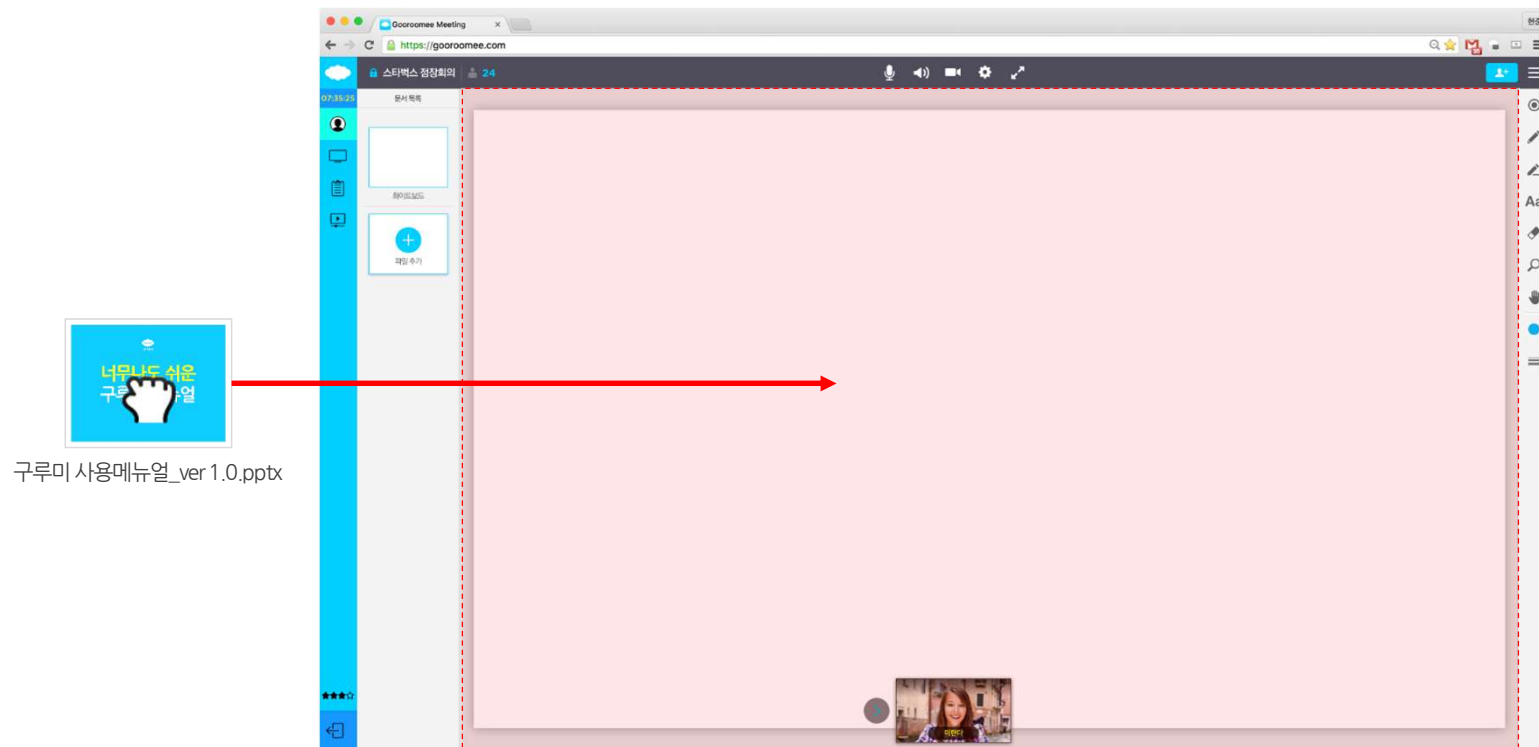 Gooroomee Meeting
https://gooroomee.com
스타벅스 점장회의
24
07:35:25
문서 목록
화이트보드
파일 추가
Aa
너무나도 쉬운
구루미 사용메뉴얼_ver 1.0.pptx